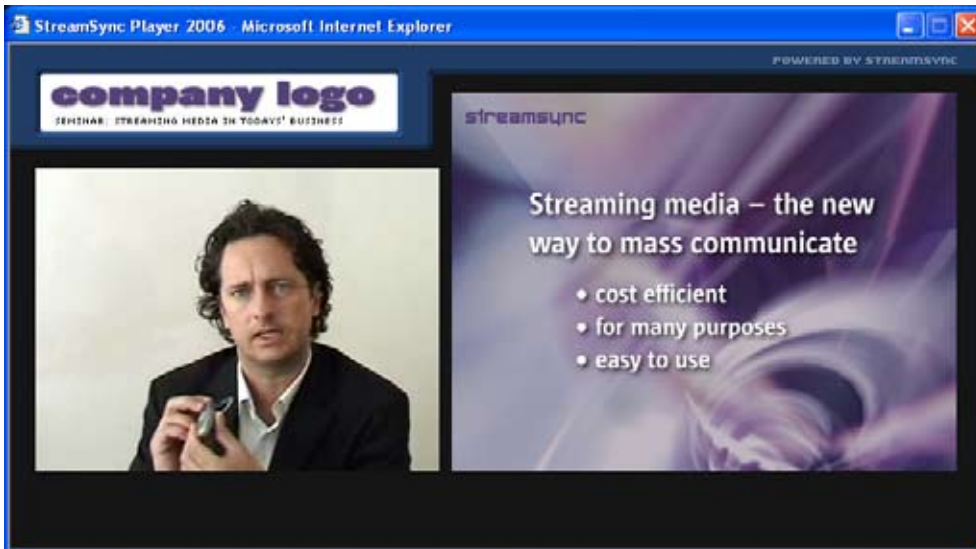 StreamSync Player 2006 - Microsoft Internet Explorer
POWERED BY STREAMSYNC
company logo
SEMINAR: STREAMING MEDIA IN TODAYS' BUSINESS
streamsync
Streaming media – the new
way to mass communicate
• cost efficient
• for many purposes
• easy to use